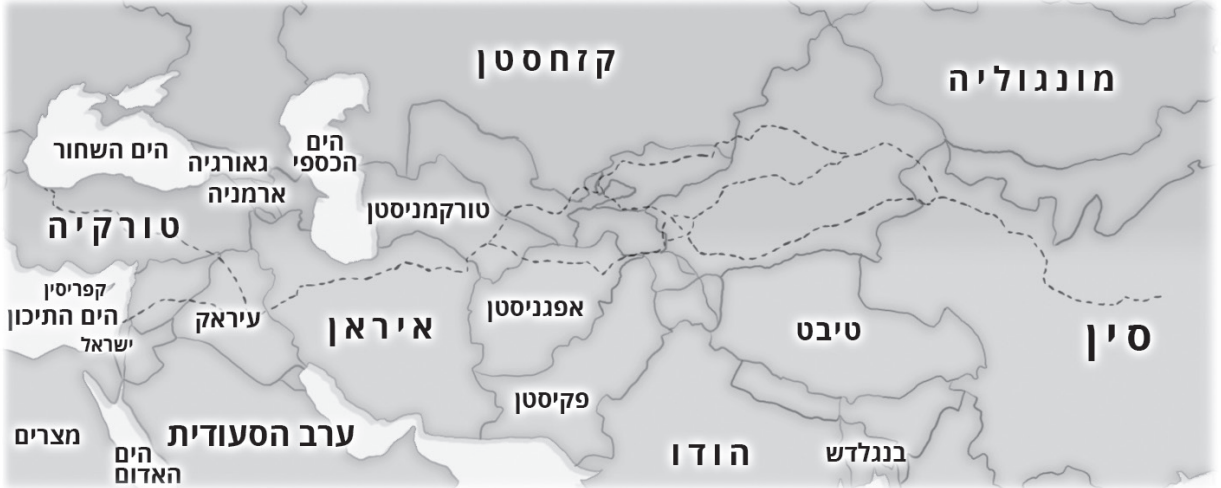 קזחסטן
מונגוליה
הים השחור
גאורגיה
הים
הכספי
ארמניה
טורקמניסטן
טורקיה
קפריסין
הים התיכון
ישראל
עיראק
איראן
אפגניסטן
טיבט
סין
פקיסטן
מצרים
הים
האדום
ערב הסעודית
הודו
בנגלדש